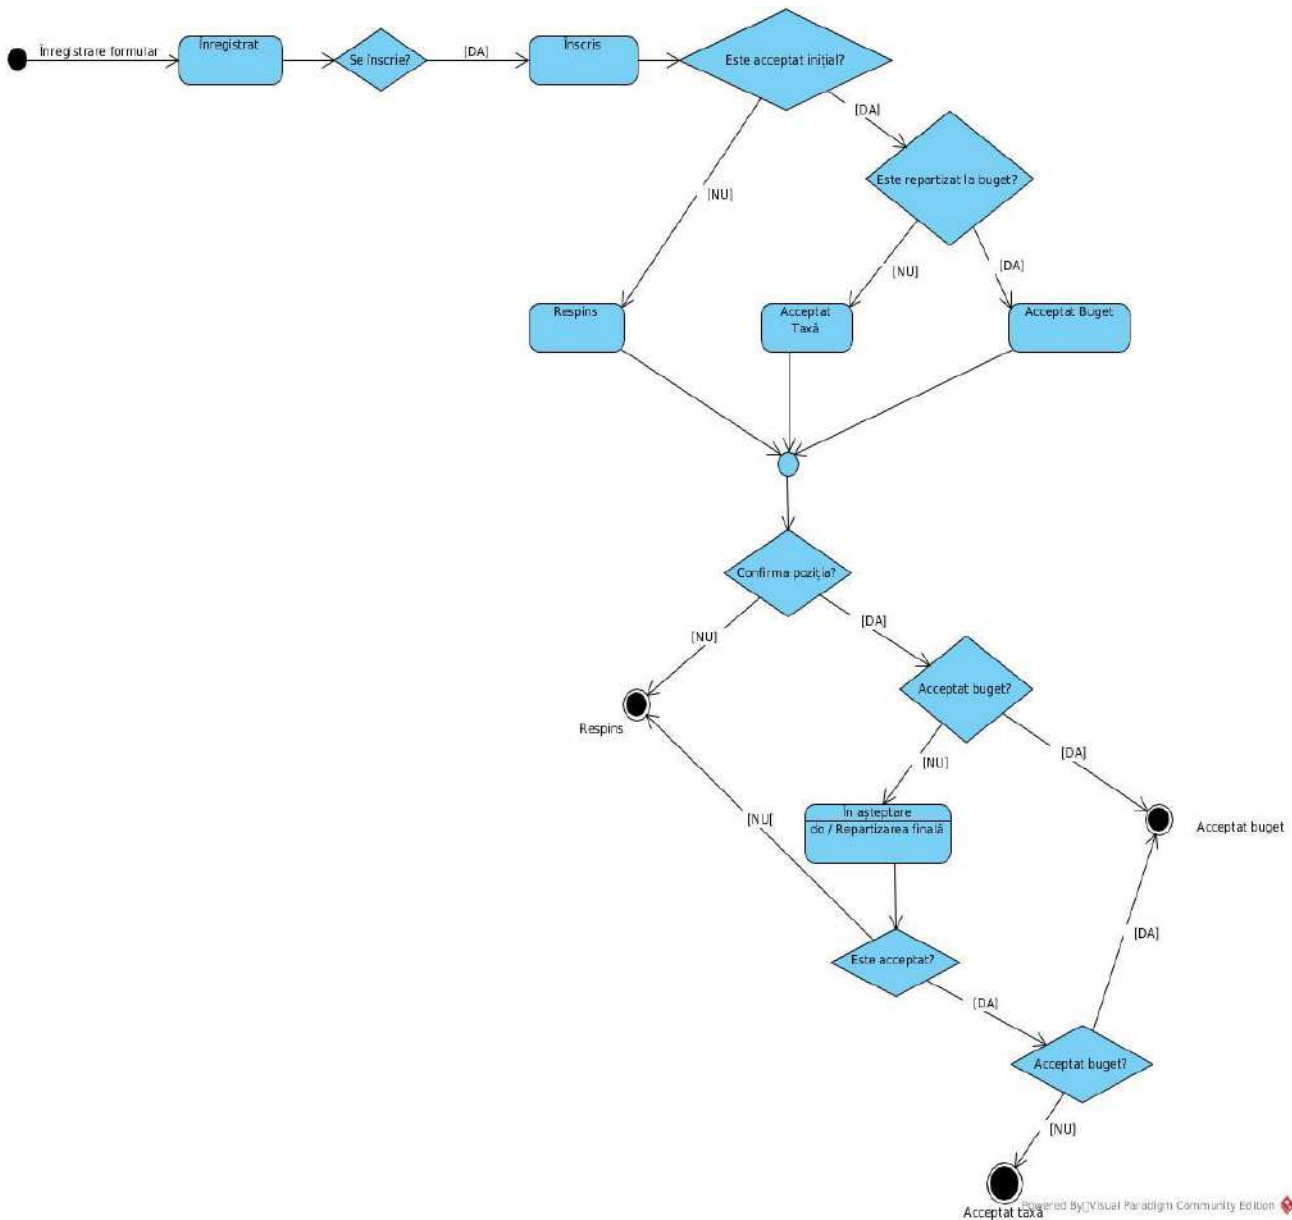 Înregistrare formular
Înregistrat
Se înscrie?
[DA]
Înscris
Este acceptat inițial?
[DA]
Este repartizat la buget?
[NU]
[NU]
[DA]
Respins
Acceptat
Taxă
Acceptat Buget
Confirma poziția?
[NU]
[DA]
Acceptat buget?
Respins
[DA]
[NU]
În așteptare
do / Repartizarea finală
[NU[
Acceptat buget
[DA]
Este acceptat?
[DA]
Acceptat buget?
[NU]
Acceptat taxă
Powered By Visual Paradigm Community Edition